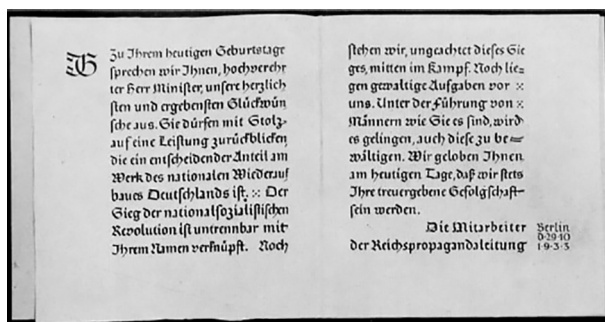 Zu Ihrem heutigen Geburtstage
sprechen wir Ihnen, hochverehr
ter Herr Minister, unsere herzlich
sten und ergebensten Glückwün
sche aus. Sie dürfen mit Stolz
auf eine Leistung zurückblicken,
die ein entscheidender Anteil am
Werk des nationalen Wiederauf
baues Deutschlands ist. Der
Sieg der nationalsozialistischen
Revolution ist untrennbar mit
Ihrem Namen verknüpft. Noch
stehen wir, ungeachtet dieses Sie
ges, mitten im Kampf. Noch lie=
gen gewaltige Aufgaben vor
uns. Unter der Führung von
Männern wie Sie es sind, wird
es gelingen, auch diese zu be=
wältigen. Wir geloben Ihnen
am heutigen Tage, daß wir stets
Ihre treuergebene Gefolgschaft
sein werden.
Die Mitarbeiter
der Reichspropagandaleitung
Berlin
d·29·10
1·9·3·3